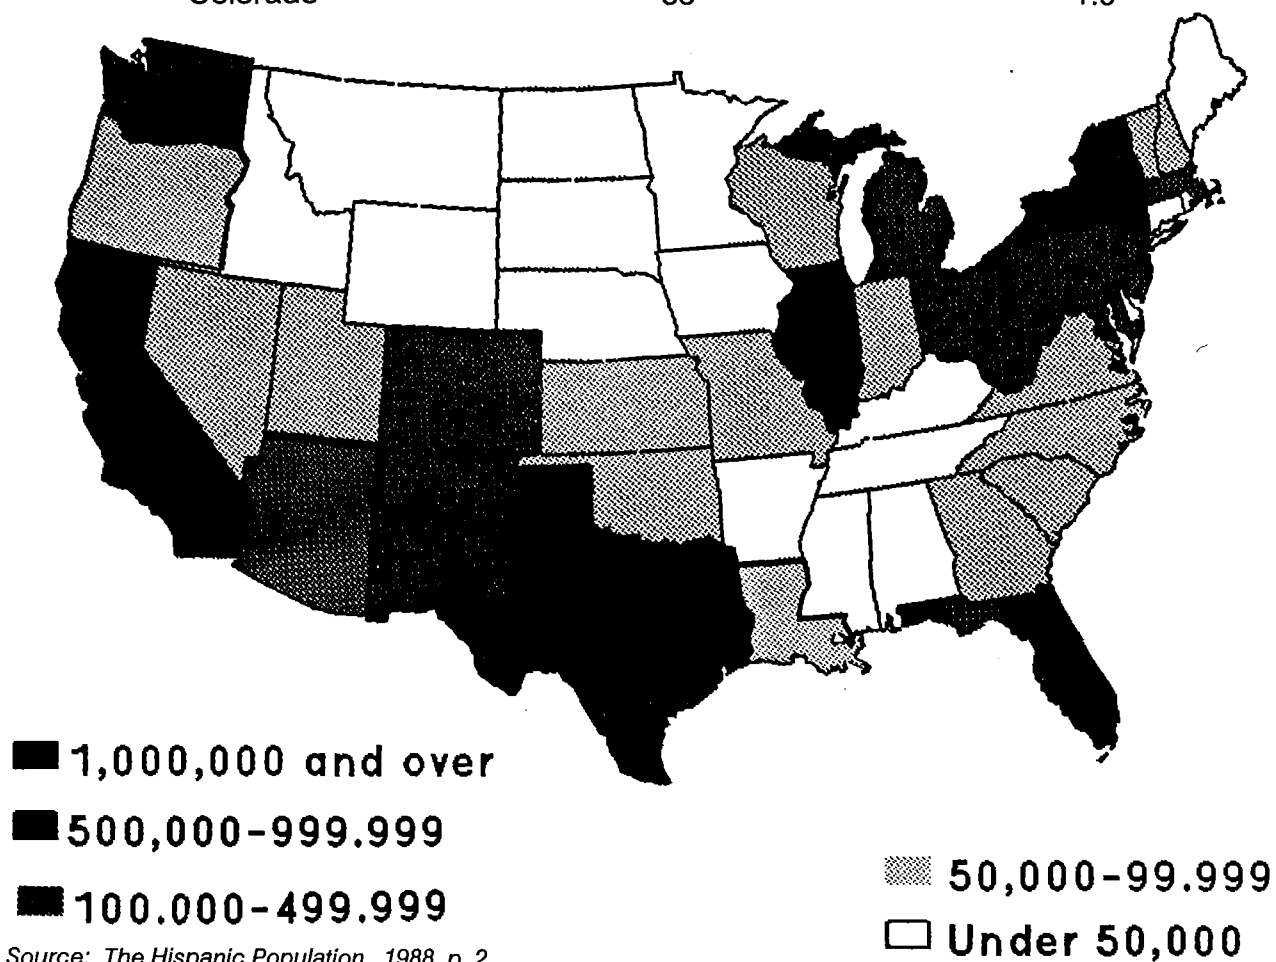 1,000,000 and over
500,000-999.999
100.000-499.999
50,000-99.999
Under 50,000
Source: The Hispanic Population, 1988, p. 2